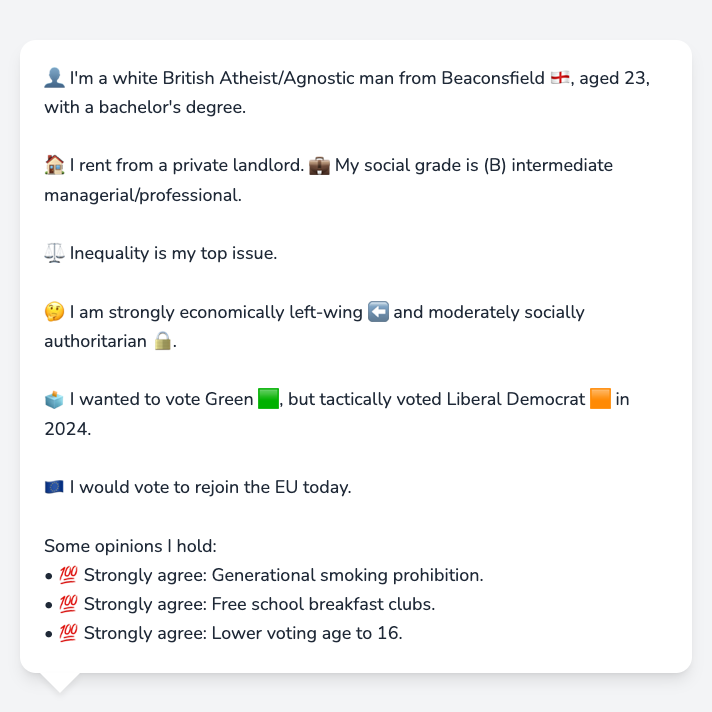 👤 I'm a white British Atheist/Agnostic man from Beaconsfield 🏴󠁧󠁢󠁥󠁮󠁧󠁿, aged 23,
with a bachelor's degree.
🏠 I rent from a private landlord. 💼 My social grade is (B) intermediate
managerial/professional.
⚖️ Inequality is my top issue.
🤔 I am strongly economically left-wing ⬅️ and moderately socially
authoritarian 🔒.
🗳️ I wanted to vote Green 🟩, but tactically voted Liberal Democrat 🟧 in
2024.
🇪🇺 I would vote to rejoin the EU today.
Some opinions I hold:
• 💯 Strongly agree: Generational smoking prohibition.
• 💯 Strongly agree: Free school breakfast clubs.
• 💯 Strongly agree: Lower voting age to 16.